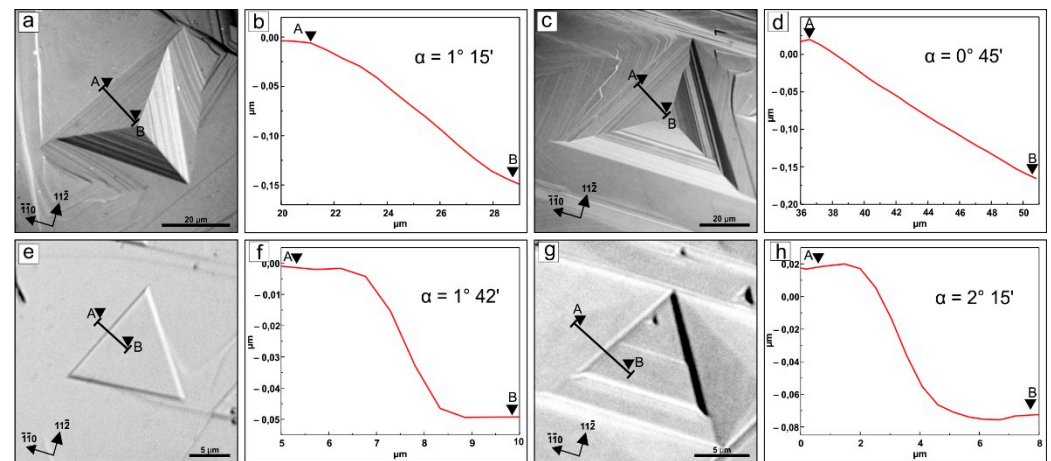 a
A
B
1̅1̅0
112̅
20 µm
b
A
α = 1° 15'
B
0,00
– 0,05
– 0,10
– 0,15
µm
20 22 24 26 28
µm
c
A
B
1̅1̅0
112̅
20 µm
d
A
α = 0° 45'
B
0,00
– 0,05
– 0,10
– 0,15
– 0,20
µm
36 38 40 42 44 46 48 50
µm
e
A
B
1̅1̅0
112̅
5 µm
f
A
α = 1° 42'
B
0,00
– 0,01
– 0,02
– 0,03
– 0,04
– 0,05
µm
5 6 7 8 9 10
µm
g
A
B
1̅1̅0
112̅
5 µm
h
A
α = 2° 15'
B
0,02
0,00
– 0,02
– 0,04
– 0,06
– 0,08
µm
0 2 4 6 8
µm